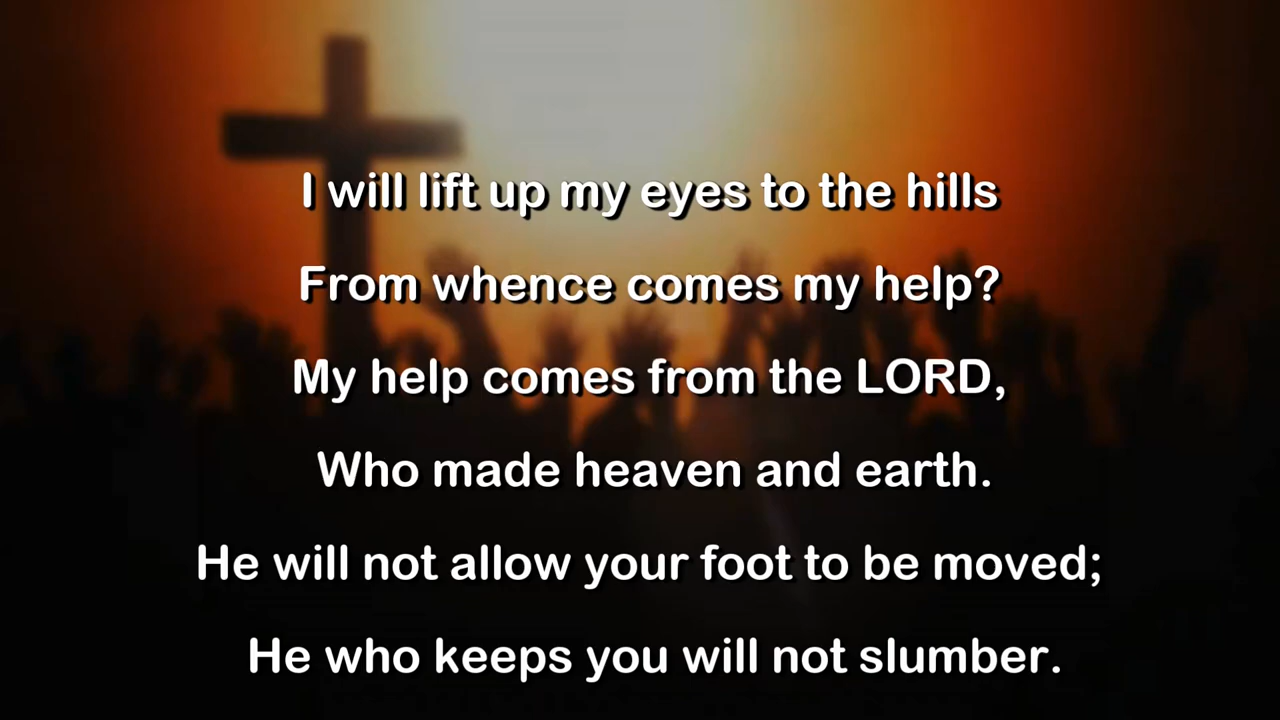 I will lift up my eyes to the hills
From whence comes my help?
My help comes from the LORD,
Who made heaven and earth.
He will not allow your foot to be moved;
He who keeps you will not slumber.